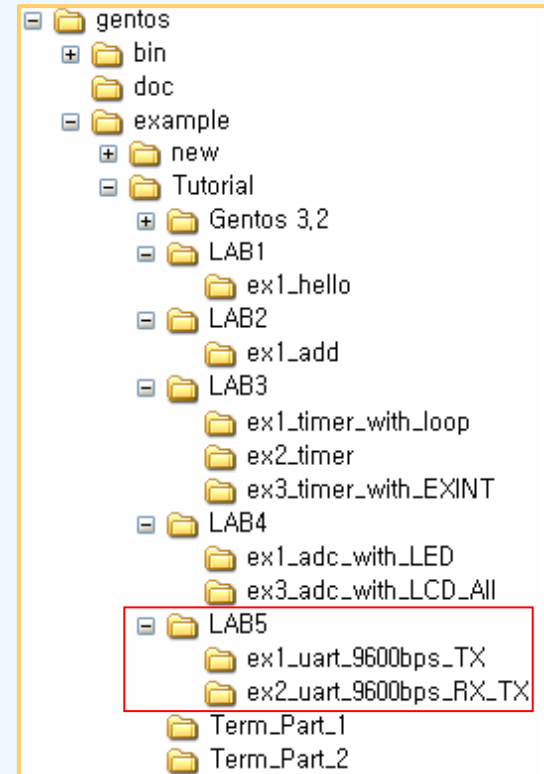 gentos
bin
doc
example
new
Tutorial
Gentos 3,2
LAB1
ex1_hello
LAB2
ex1_add
LAB3
ex1_timer_with_loop
ex2_timer
ex3_timer_with_EXINT
LAB4
ex1_adc_with_LED
ex3_adc_with_LCD_All
LAB5
ex1_uart_9600bps_TX
ex2_uart_9600bps_RX_TX
Term_Part_1
Term_Part_2